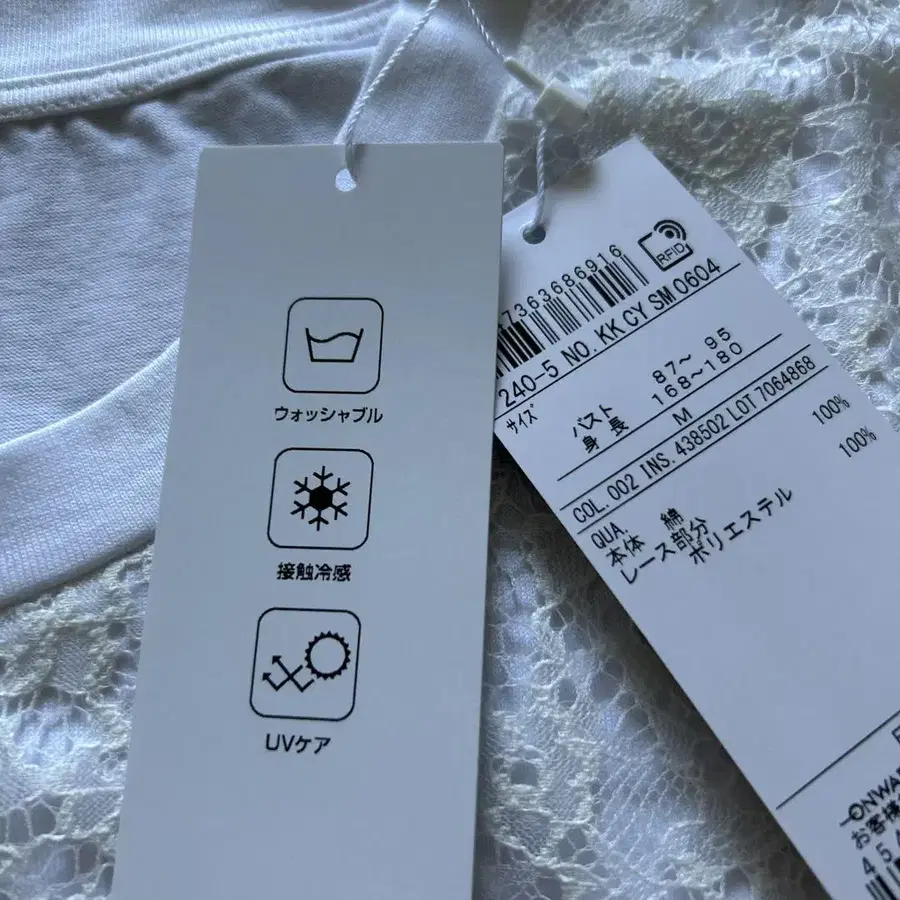 ウォッシャブル
接触冷感
UVケア
736368691 6
RFID
240-5 NO. KK CY SM 0604
サイズ
バスト 87~ 95
身長 168~180
M
COL. 002 INS. 438502 LOT 7064868
QUA.
本体 綿 100%
レース部分
ポリエステル 100%
お客様